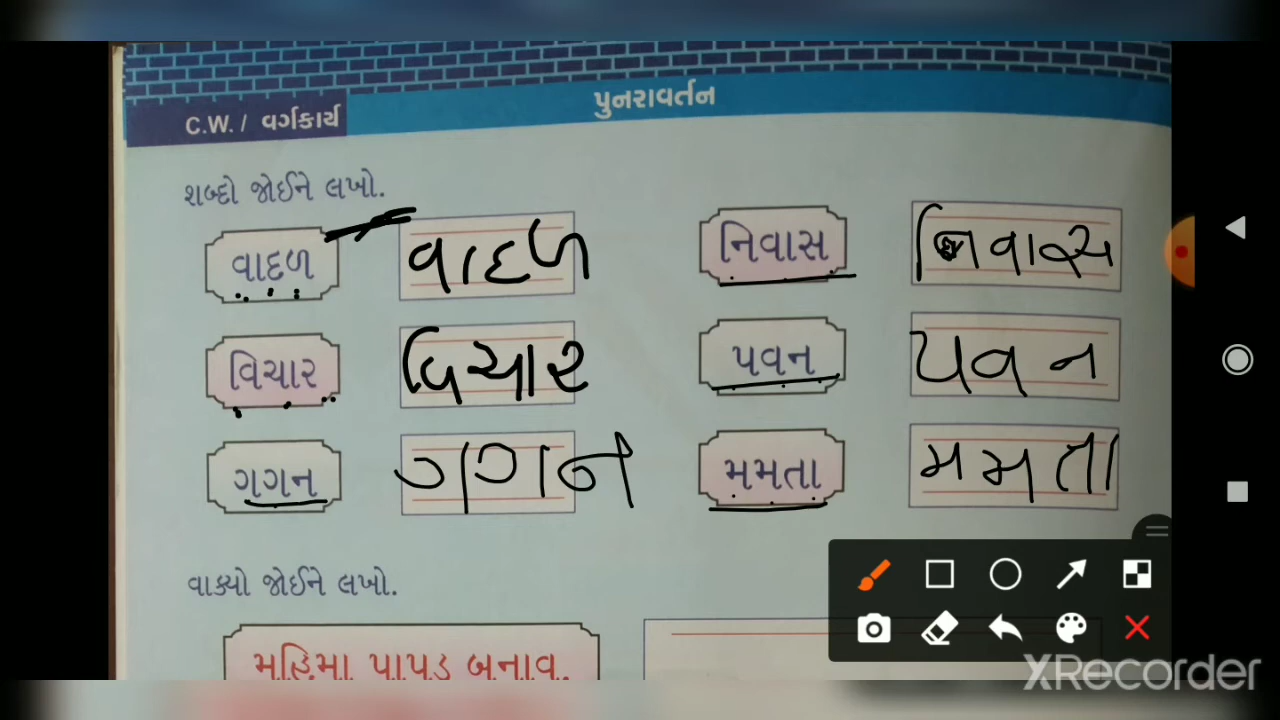 પુનરાવર્તન
C.W. / વર્ગકાર્ય
શબ્દો જોઈને લખો.
વાદળ વાદળ નિવાસ નિવાસ
વિચાર વિચાર પવન પવન
ગગન ગગન મમતા મમતા
વાક્યો જોઈને લખો.
મહિમા પાપડ બનાવ.
XRecorder